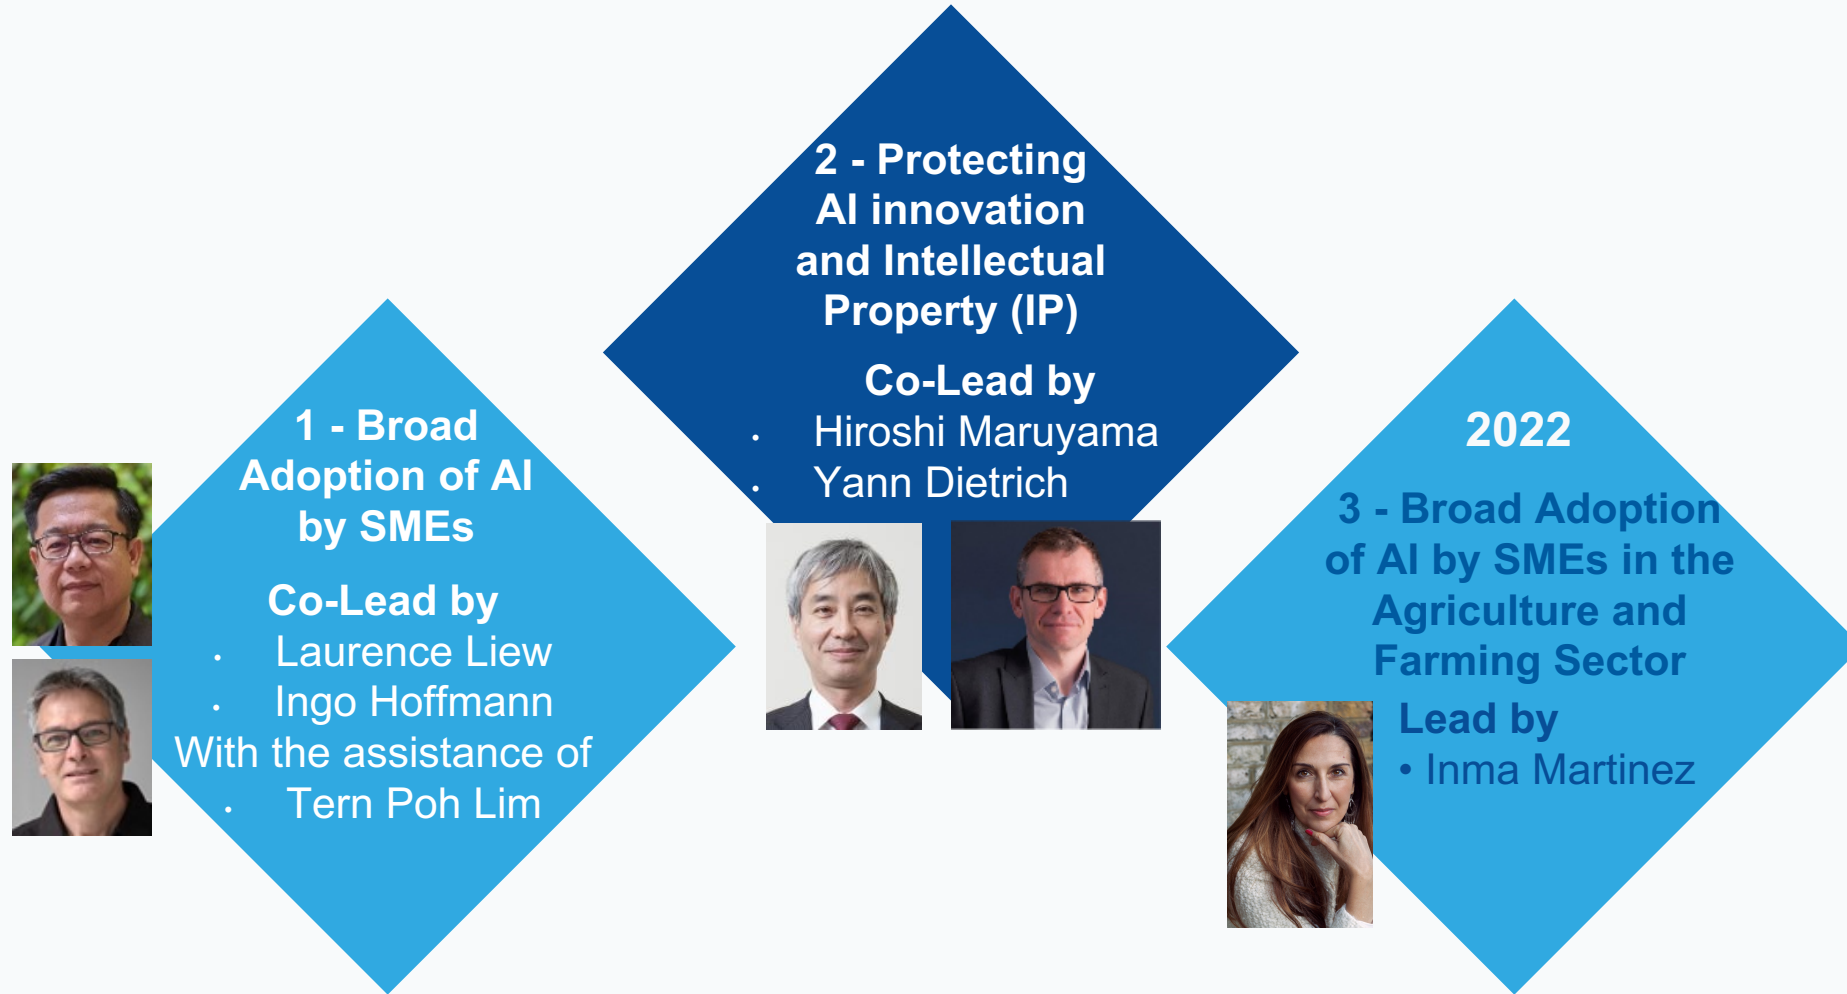 1 - Broad
Adoption of AI
by SMEs
Co-Lead by
• Laurence Liew
• Ingo Hoffmann
With the assistance of
• Tern Poh Lim
2 - Protecting
AI innovation
and Intellectual
Property (IP)
Co-Lead by
• Hiroshi Maruyama
• Yann Dietrich
2022
3 - Broad Adoption
of AI by SMEs in the
Agriculture and
Farming Sector
Lead by
• Inma Martinez